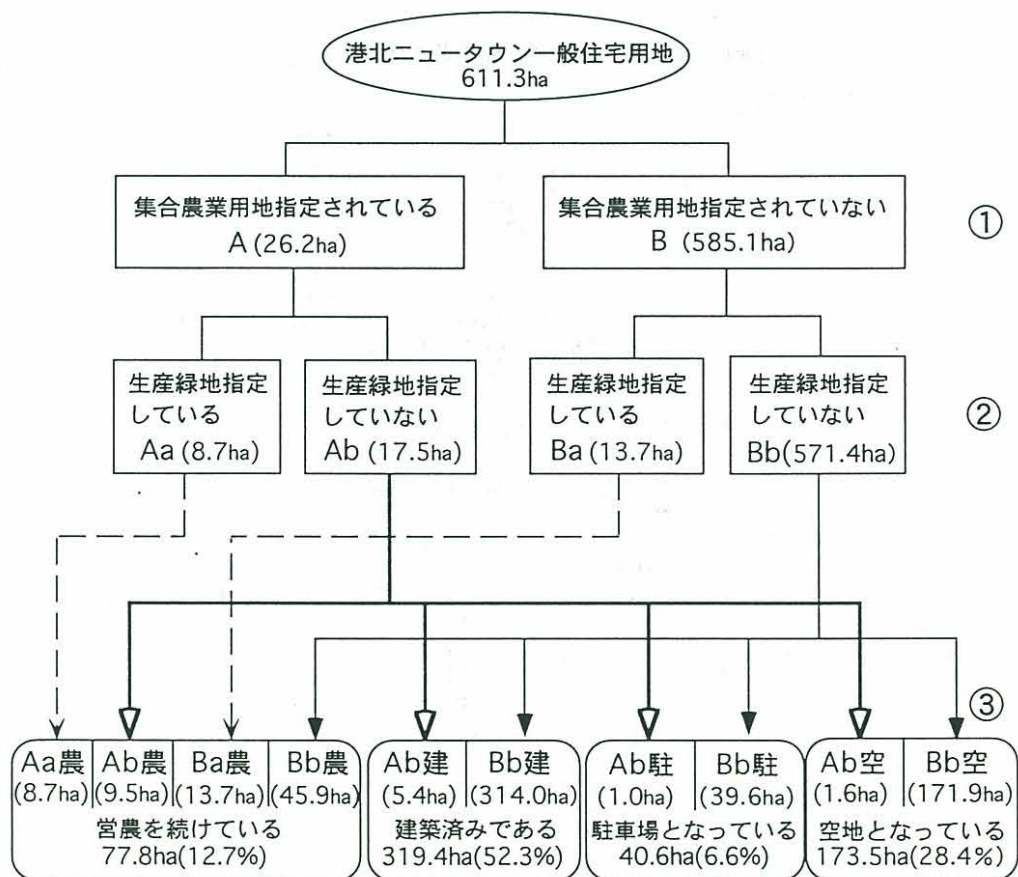 港北ニュータウン一般住宅用地
611.3ha
集合農業用地指定されている
A (26.2ha)
集合農業用地指定されていない
B (585.1ha)
①
生産緑地指定
している
Aa (8.7ha)
生産緑地指定
していない
Ab (17.5ha)
生産緑地指定
している
Ba (13.7ha)
生産緑地指定
していない
Bb(571.4ha)
②
③
Aa農
(8.7ha)
Ab農
(9.5ha)
Ba農
(13.7ha)
Bb農
(45.9ha)
営農を続けている
77.8ha(12.7%)
Ab建
(5.4ha)
Bb建
(314.0ha)
建築済みである
319.4ha(52.3%)
Ab駐
(1.0ha)
Bb駐
(39.6ha)
駐車場となっている
40.6ha(6.6%)
Ab空
(1.6ha)
Bb空
(171.9ha)
空地となっている
173.5ha(28.4%)